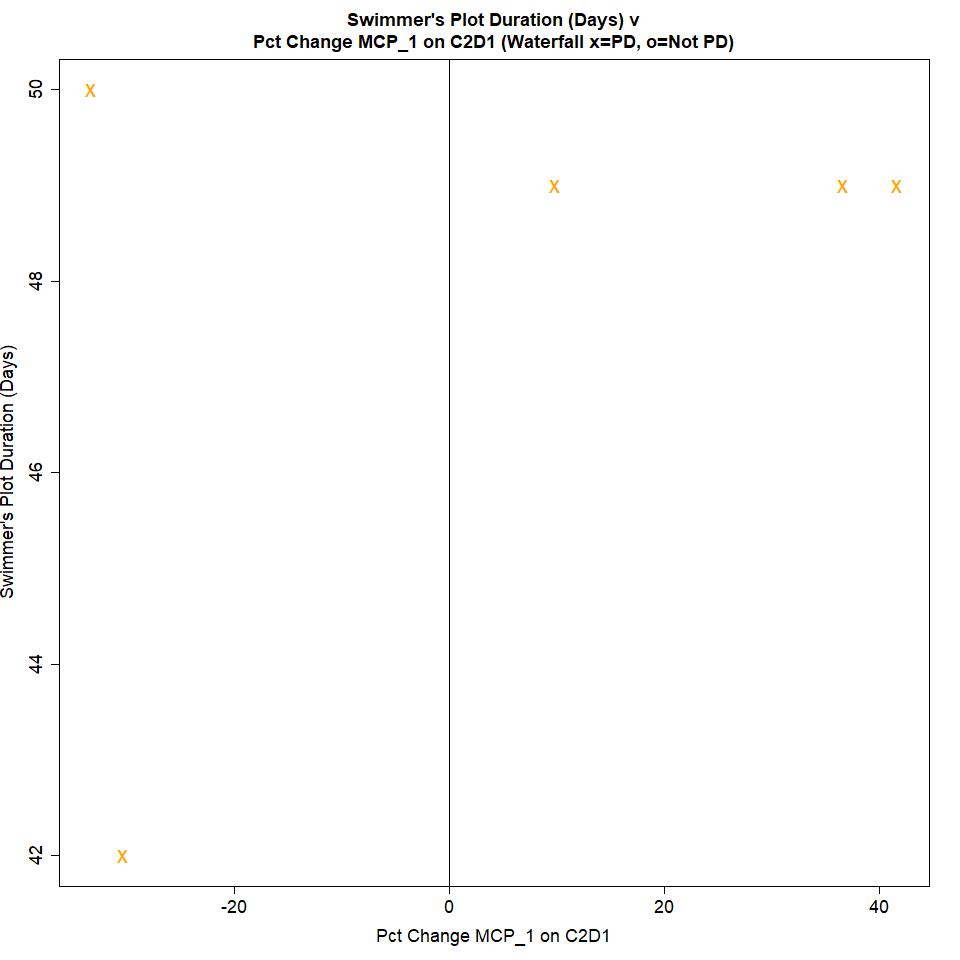 Swimmer's Plot Duration (Days) v
Pct Change MCP_1 on C2D1 (Waterfall x=PD, o=Not PD)
Swimmer's Plot Duration (Days)
50
48
46
44
42
X
X
X
X
X
-20
0
20
40
Pct Change MCP_1 on C2D1